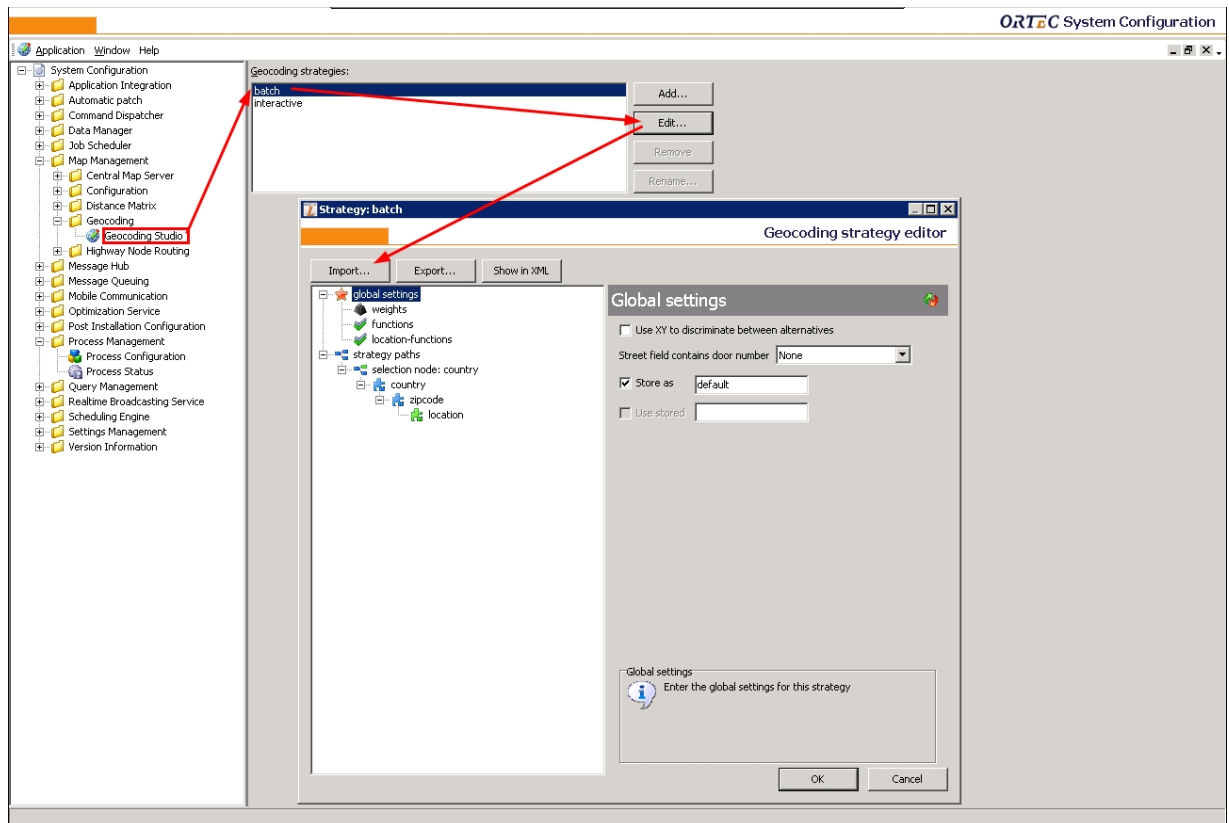 ORTEC System Configuration
Application Window Help
System Configuration
Application Integration
Automatic patch
Command Dispatcher
Data Manager
Job Scheduler
Map Management
Central Map Server
Configuration
Distance Matrix
Geocoding
Geocoding Studio
Highway Node Routing
Message Hub
Message Queuing
Mobile Communication
Optimization Service
Post Installation Configuration
Process Management
Process Configuration
Process Status
Query Management
Realtime Broadcasting Service
Scheduling Engine
Settings Management
Version Information
Geocoding strategies:
batch
interactive
Add...
Edit...
Remove
Rename...
Strategy: batch
Geocoding strategy editor
Import...
Export...
Show in XML
global settings
weights
functions
location-functions
strategy paths
selection node: country
country
zipcode
location
Global settings
Use XY to discriminate between alternatives
Street field contains door number None
Store as default
Use stored
Global settings
Enter the global settings for this strategy
OK
Cancel